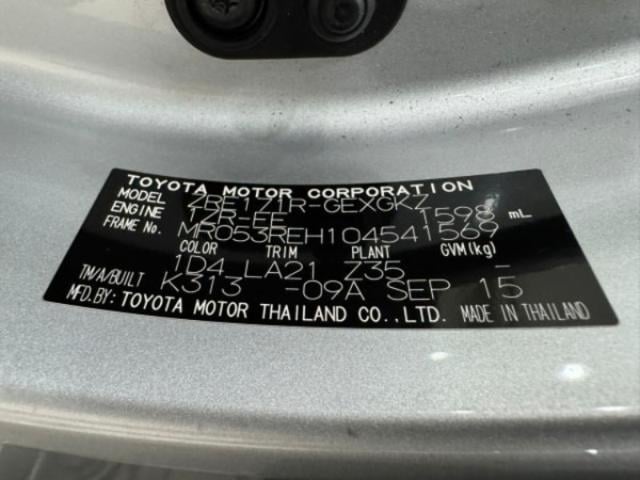 TOYOTA MOTOR CORPORATION
MODEL ZRE171R-GEXGKZ
ENGINE 1ZR-FE 1598 mL
FRAME No. MR053REH104541569
COLOR TRIM PLANT GVM(kg)
1D4 LA21 Z35 -
TM/A/BUILT K313 -09A SEP 15
MFD.BY: TOYOTA MOTOR THAILAND CO.,LTD. MADE IN THAILAND